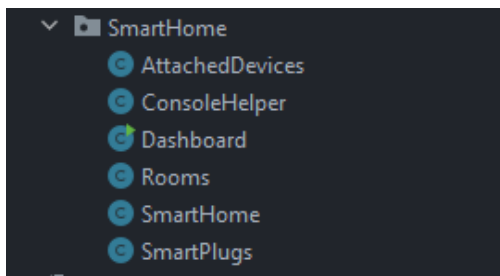 SmartHome
AttachedDevices
ConsoleHelper
Dashboard
Rooms
SmartHome
SmartPlugs